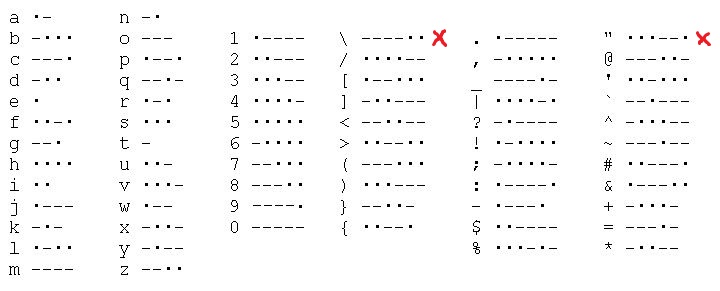 a ·-    n -·
b -···    o ---    1 ·----    \ ----·· ✗    . ·-----    " ···--· ✗
c ---·    p ·--·    2 ··---    / ····--    , -·····    @ ---··-
d -··    q --·-    3 ···--    [ ·--···    _ ----·-    ' ··-···
e ·    r ·-·    4 ····-    ] -··---    | ····-·    ` --·---
f ··-·    s ···    5 ·····    < --··--    ? -·----    ^ -··---
g --·    t -    6 -····    > ··--··    ! ·-····    ~ ---·--
h ····    u ··-    7 --···    ( ---···    ; -····-    # ··---·
i ··    v ···-    8 ---··    ) ···---    : ·----·    & ·---··
j ·---    w ·--    9 ----·    } --··-·    - ·---·    + -···-
k -·-    x -··-    0 -----    { ··--·    $ ··----    = ---·-
l ·-··    y -·--    % ···-·-    * -··--
m ----    z --··